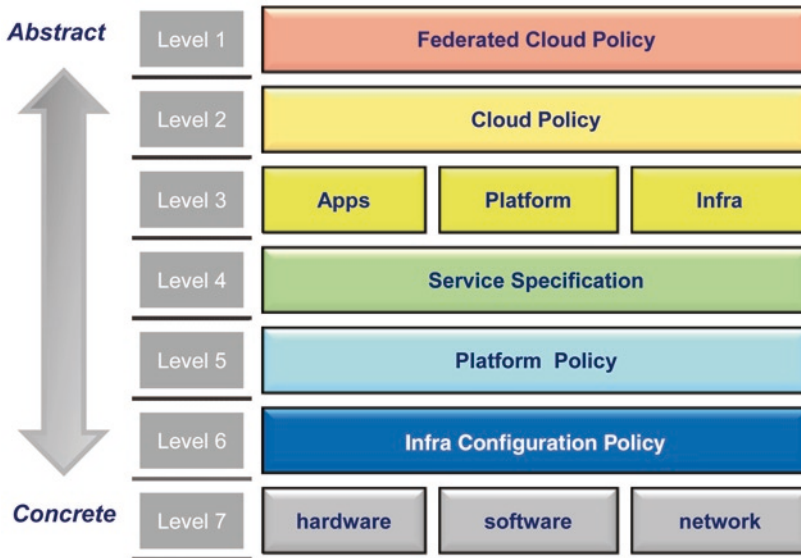 Abstract
Level 1
Federated Cloud Policy
Level 2
Cloud Policy
Level 3
Apps
Platform
Infra
Level 4
Service Specification
Level 5
Platform Policy
Level 6
Infra Configuration Policy
Concrete
Level 7
hardware
software
network